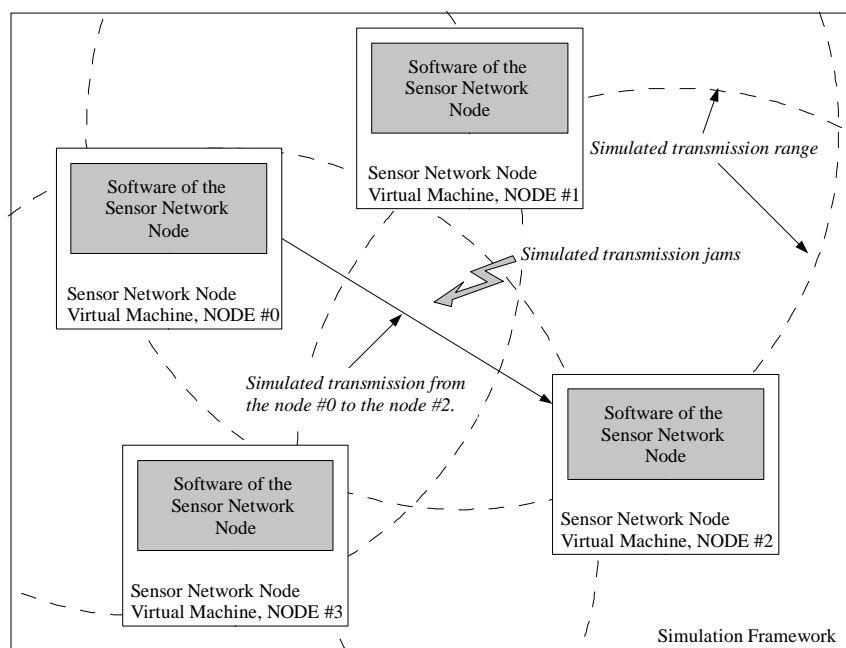 Software of the
Sensor Network
Node
Sensor Network Node
Virtual Machine, NODE #1
Simulated transmission range
Software of the
Sensor Network
Node
Sensor Network Node
Virtual Machine, NODE #0
Simulated transmission jams
Simulated transmission from
the node #0 to the node #2.
Software of the
Sensor Network
Node
Sensor Network Node
Virtual Machine, NODE #2
Software of the
Sensor Network
Node
Sensor Network Node
Virtual Machine, NODE #3
Simulation Framework